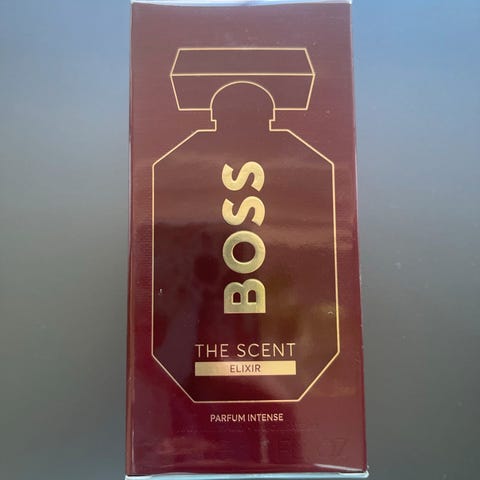 BOSS
THE SCENT
ELIXIR
PARFUM INTENSE